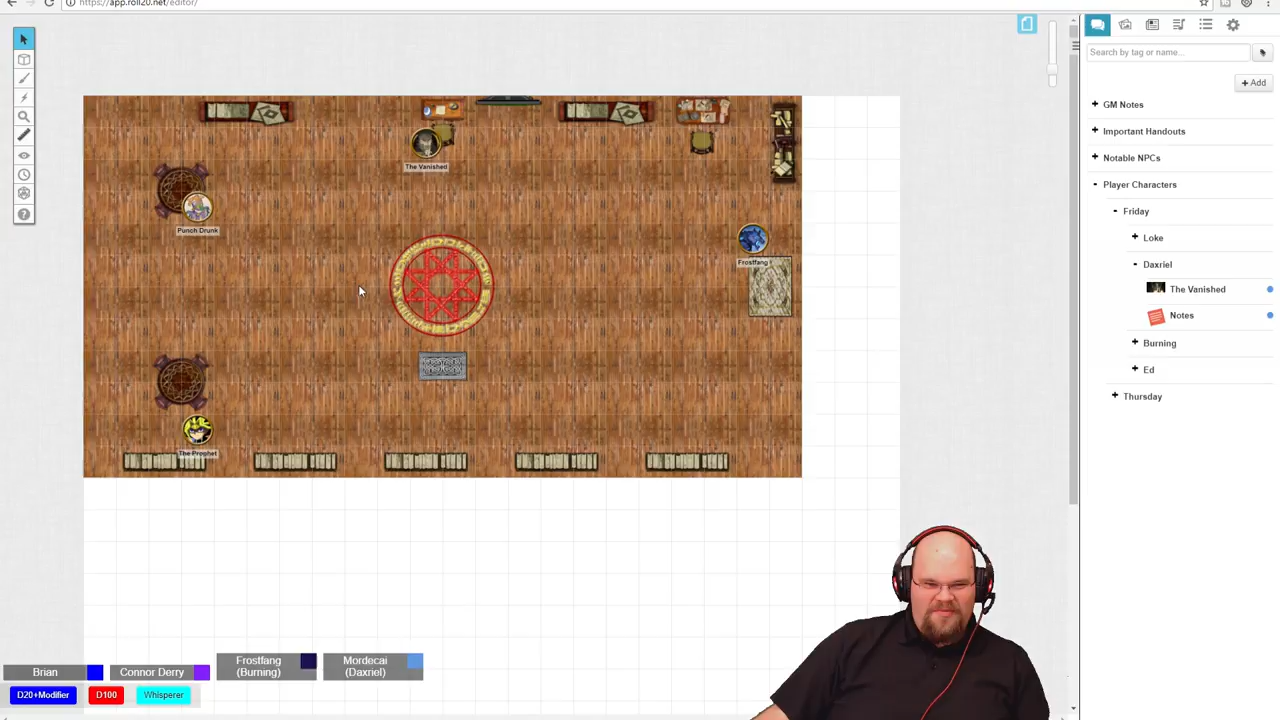 https://app.roll20.net/editor/
Search by tag or name...
+ Add
GM Notes
Important Handouts
Notable NPCs
Player Characters
Friday
Loke
Daxriel
The Vanished
Notes
Burning
Ed
Thursday
The Vanished
Punch Drunk
Frostfang
The Prophet
Brian
Connor Derry
Frostfang
(Burning)
Mordecai
(Daxriel)
D20+Modifier
D100
Whisperer